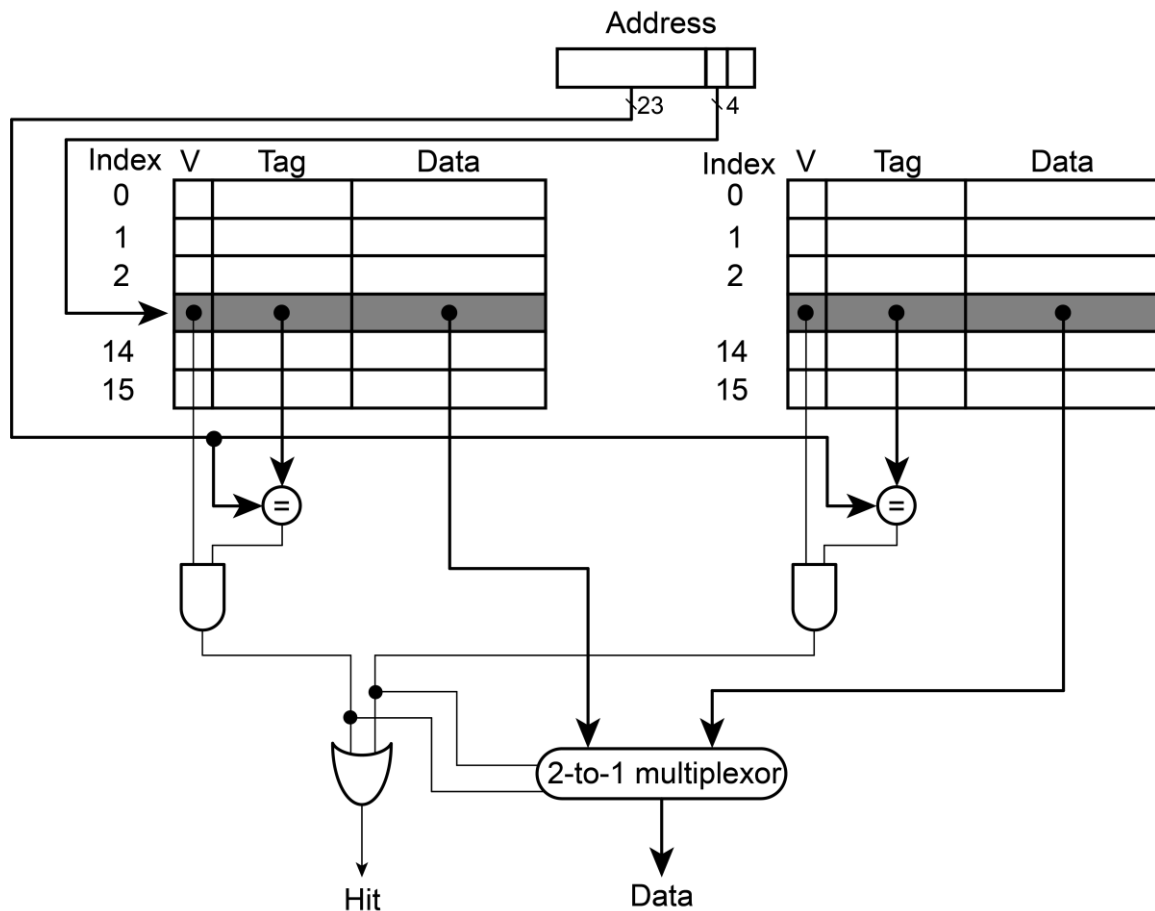 Address
23 4
Index V Tag Data
0
1
2
14
15
Index V Tag Data
0
1
2
14
15
= =
2-to-1 multiplexor
Hit Data